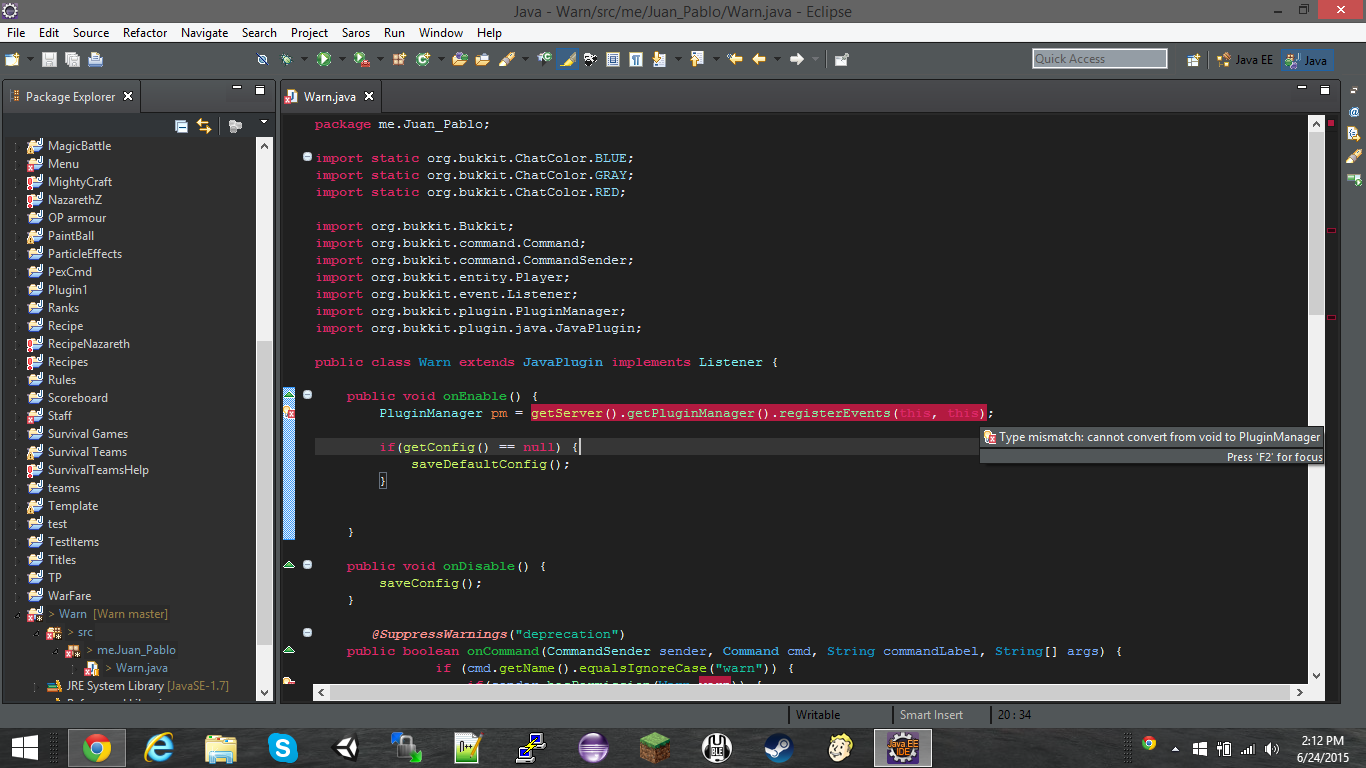 Java - Warn/src/me/Juan_Pablo/Warn.java - Eclipse
File Edit Source Refactor Navigate Search Project Saros Run Window Help
Quick Access
Java EE
Java
Package Explorer
MagicBattle
Menu
MightyCraft
NazarethZ
OP armour
PaintBall
ParticleEffects
PexCmd
Plugin1
Ranks
Recipe
RecipeNazareth
Recipes
Rules
Scoreboard
Staff
Survival Games
Survival Teams
SurvivalTeamsHelp
teams
Template
test
TestItems
Titles
TP
WarFare
> Warn [Warn master]
> src
> me.Juan_Pablo
> Warn.java
JRE System Library [JavaSE-1.7]
Warn.java
package me.Juan_Pablo;
import static org.bukkit.ChatColor.BLUE;
import static org.bukkit.ChatColor.GRAY;
import static org.bukkit.ChatColor.RED;
import org.bukkit.Bukkit;
import org.bukkit.command.Command;
import org.bukkit.command.CommandSender;
import org.bukkit.entity.Player;
import org.bukkit.event.Listener;
import org.bukkit.plugin.PluginManager;
import org.bukkit.plugin.java.JavaPlugin;
public class Warn extends JavaPlugin implements Listener {
public void onEnable() {
PluginManager pm = getServer().getPluginManager().registerEvents(this, this);
Type mismatch: cannot convert from void to PluginManager
Press 'F2' for focus
if(getConfig() == null) {
saveDefaultConfig();
}
}
public void onDisable() {
saveConfig();
}
@SuppressWarnings("deprecation")
public boolean onCommand(CommandSender sender, Command cmd, String commandLabel, String[] args) {
if (cmd.getName().equalsIgnoreCase("warn")) {
Writable
Smart Insert
20 : 34
2:12 PM
6/24/2015